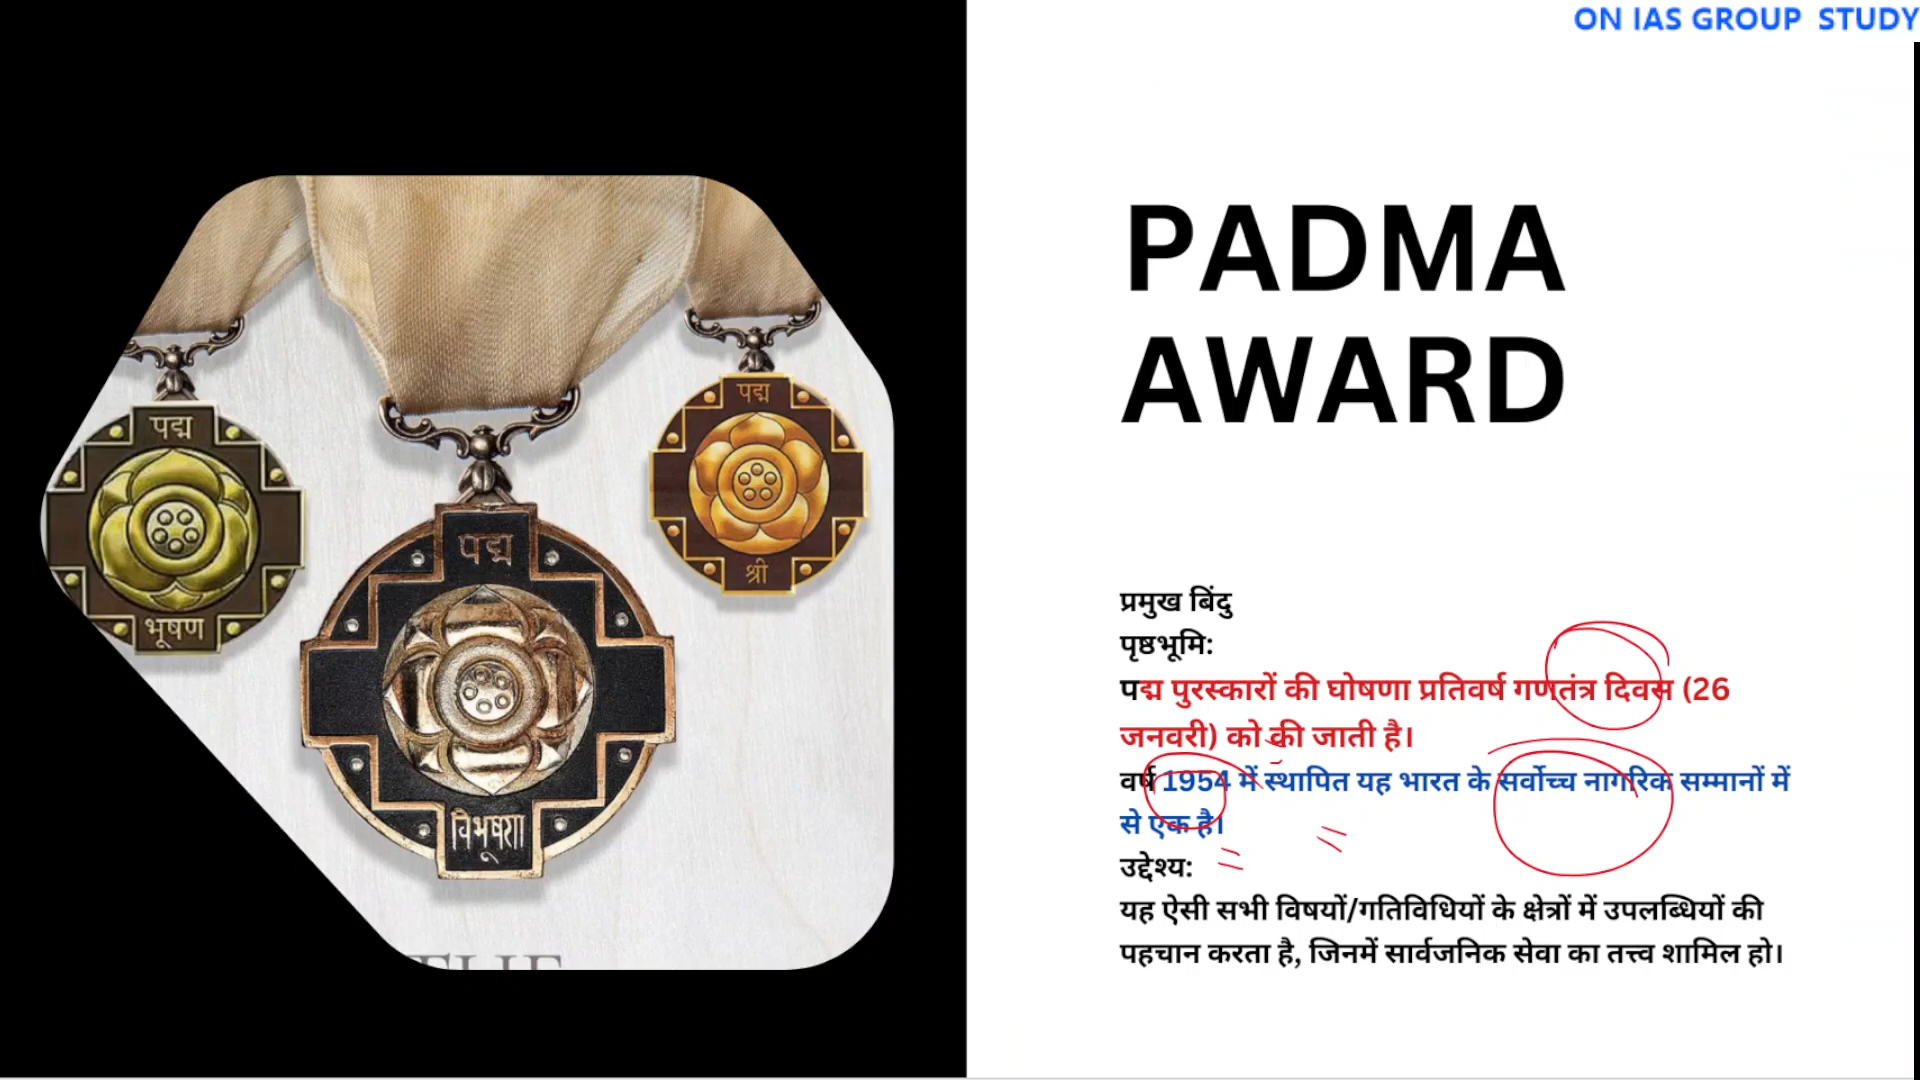 ON IAS GROUP STUDY
पद्म
भूषण
पद्म
विभूषण
पद्म
श्री
PADMA
AWARD
प्रमुख बिंदु
पृष्ठभूमि:
पद्म पुरस्कारों की घोषणा प्रतिवर्ष गणतंत्र दिवस (26
जनवरी) को की जाती है।
वर्ष 1954 में स्थापित यह भारत के सर्वोच्च नागरिक सम्मानों में
से एक है।
उद्देश्य:
यह ऐसी सभी विषयों/गतिविधियों के क्षेत्रों में उपलब्धियों की
पहचान करता है, जिनमें सार्वजनिक सेवा का तत्त्व शामिल हो।